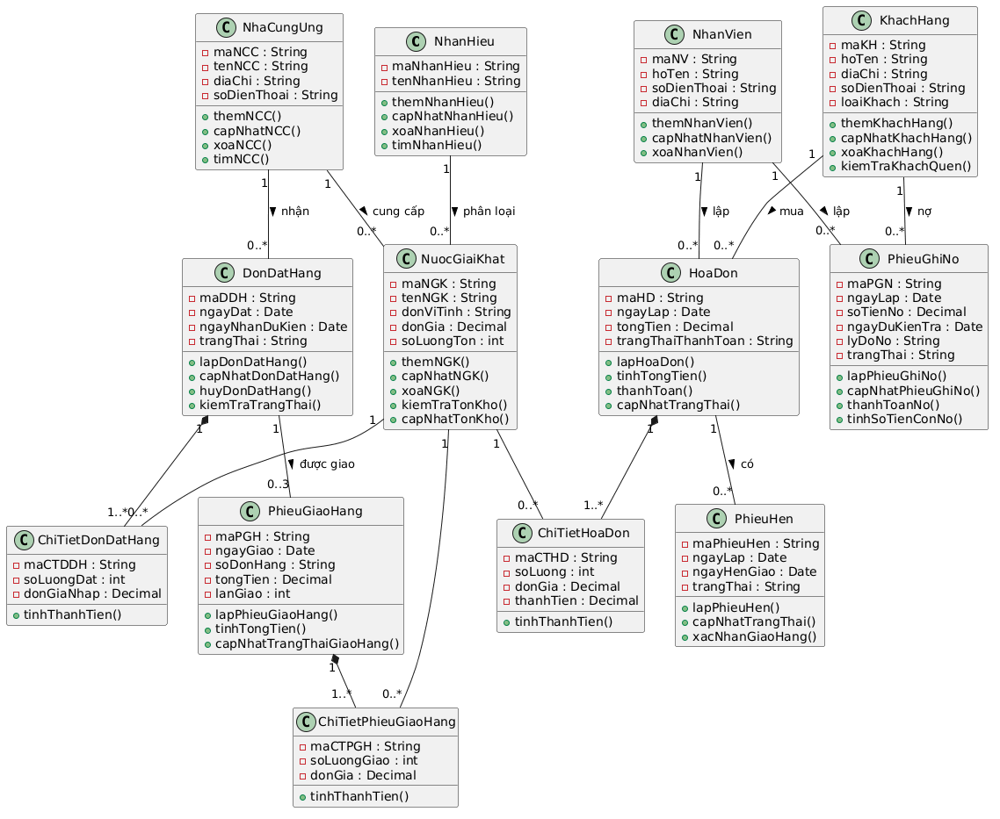 C NhaCungUng
maNCC : String
tenNCC : String
diaChi : String
soDienThoai : String
themNCC()
capNhatNCC()
xoaNCC()
timNCC()
C NhanHieu
maNhanHieu : String
tenNhanHieu : String
themNhanHieu()
capNhatNhanHieu()
xoaNhanHieu()
timNhanHieu()
C NhanVien
maNV : String
hoTen : String
soDienThoai : String
diaChi : String
themNhanVien()
capNhatNhanVien()
xoaNhanVien()
C KhachHang
maKH : String
hoTen : String
diaChi : String
soDienThoai : String
loaiKhach : String
themKhachHang()
capNhatKhachHang()
xoaKhachHang()
kiemTraKhachQuen()
1
nhận
0..*
1
cung cấp
0..*
1
phân loại
0..*
1
lập
0..*
1
lập
0..*
1
mua
0..*
1
nợ
0..*
C DonDatHang
maDDH : String
ngayDat : Date
ngayNhanDuKien : Date
trangThai : String
lapDonDatHang()
capNhatDonDatHang()
huyDonDatHang()
kiemTraTrangThai()
C NuocGiaiKhat
maNGK : String
tenNGK : String
donViTinh : String
donGia : Decimal
soLuongTon : int
themNGK()
capNhatNGK()
xoaNGK()
kiemTraTonKho()
capNhatTonKho()
C HoaDon
maHD : String
ngayLap : Date
tongTien : Decimal
trangThaiThanhToan : String
lapHoaDon()
tinhTongTien()
thanhToan()
capNhatTrangThai()
C PhieuGhiNo
maPGN : String
ngayLap : Date
soTienNo : Decimal
ngayDuKienTra : Date
lyDoNo : String
trangThai : String
lapPhieuGhiNo()
capNhatPhieuGhiNo()
thanhToanNo()
tinhSoTienConNo()
1
1..*
1
0..*
1
được giao
0..3
1
0..*
1
0..*
1
1..*
1
có
0..*
C ChiTietDonDatHang
maCTDDH : String
soLuongDat : int
donGiaNhap : Decimal
tinhThanhTien()
C PhieuGiaoHang
maPGH : String
ngayGiao : Date
soDonHang : String
tongTien : Decimal
lanGiao : int
lapPhieuGiaoHang()
tinhTongTien()
capNhatTrangThaiGiaoHang()
C ChiTietHoaDon
maCTHD : String
soLuong : int
donGia : Decimal
thanhTien : Decimal
tinhThanhTien()
C PhieuHen
maPhieuHen : String
ngayLap : Date
ngayHenGiao : Date
trangThai : String
lapPhieuHen()
capNhatTrangThai()
xacNhanGiaoHang()
1
1..*
C ChiTietPhieuGiaoHang
maCTPGH : String
soLuongGiao : int
donGia : Decimal
tinhThanhTien()